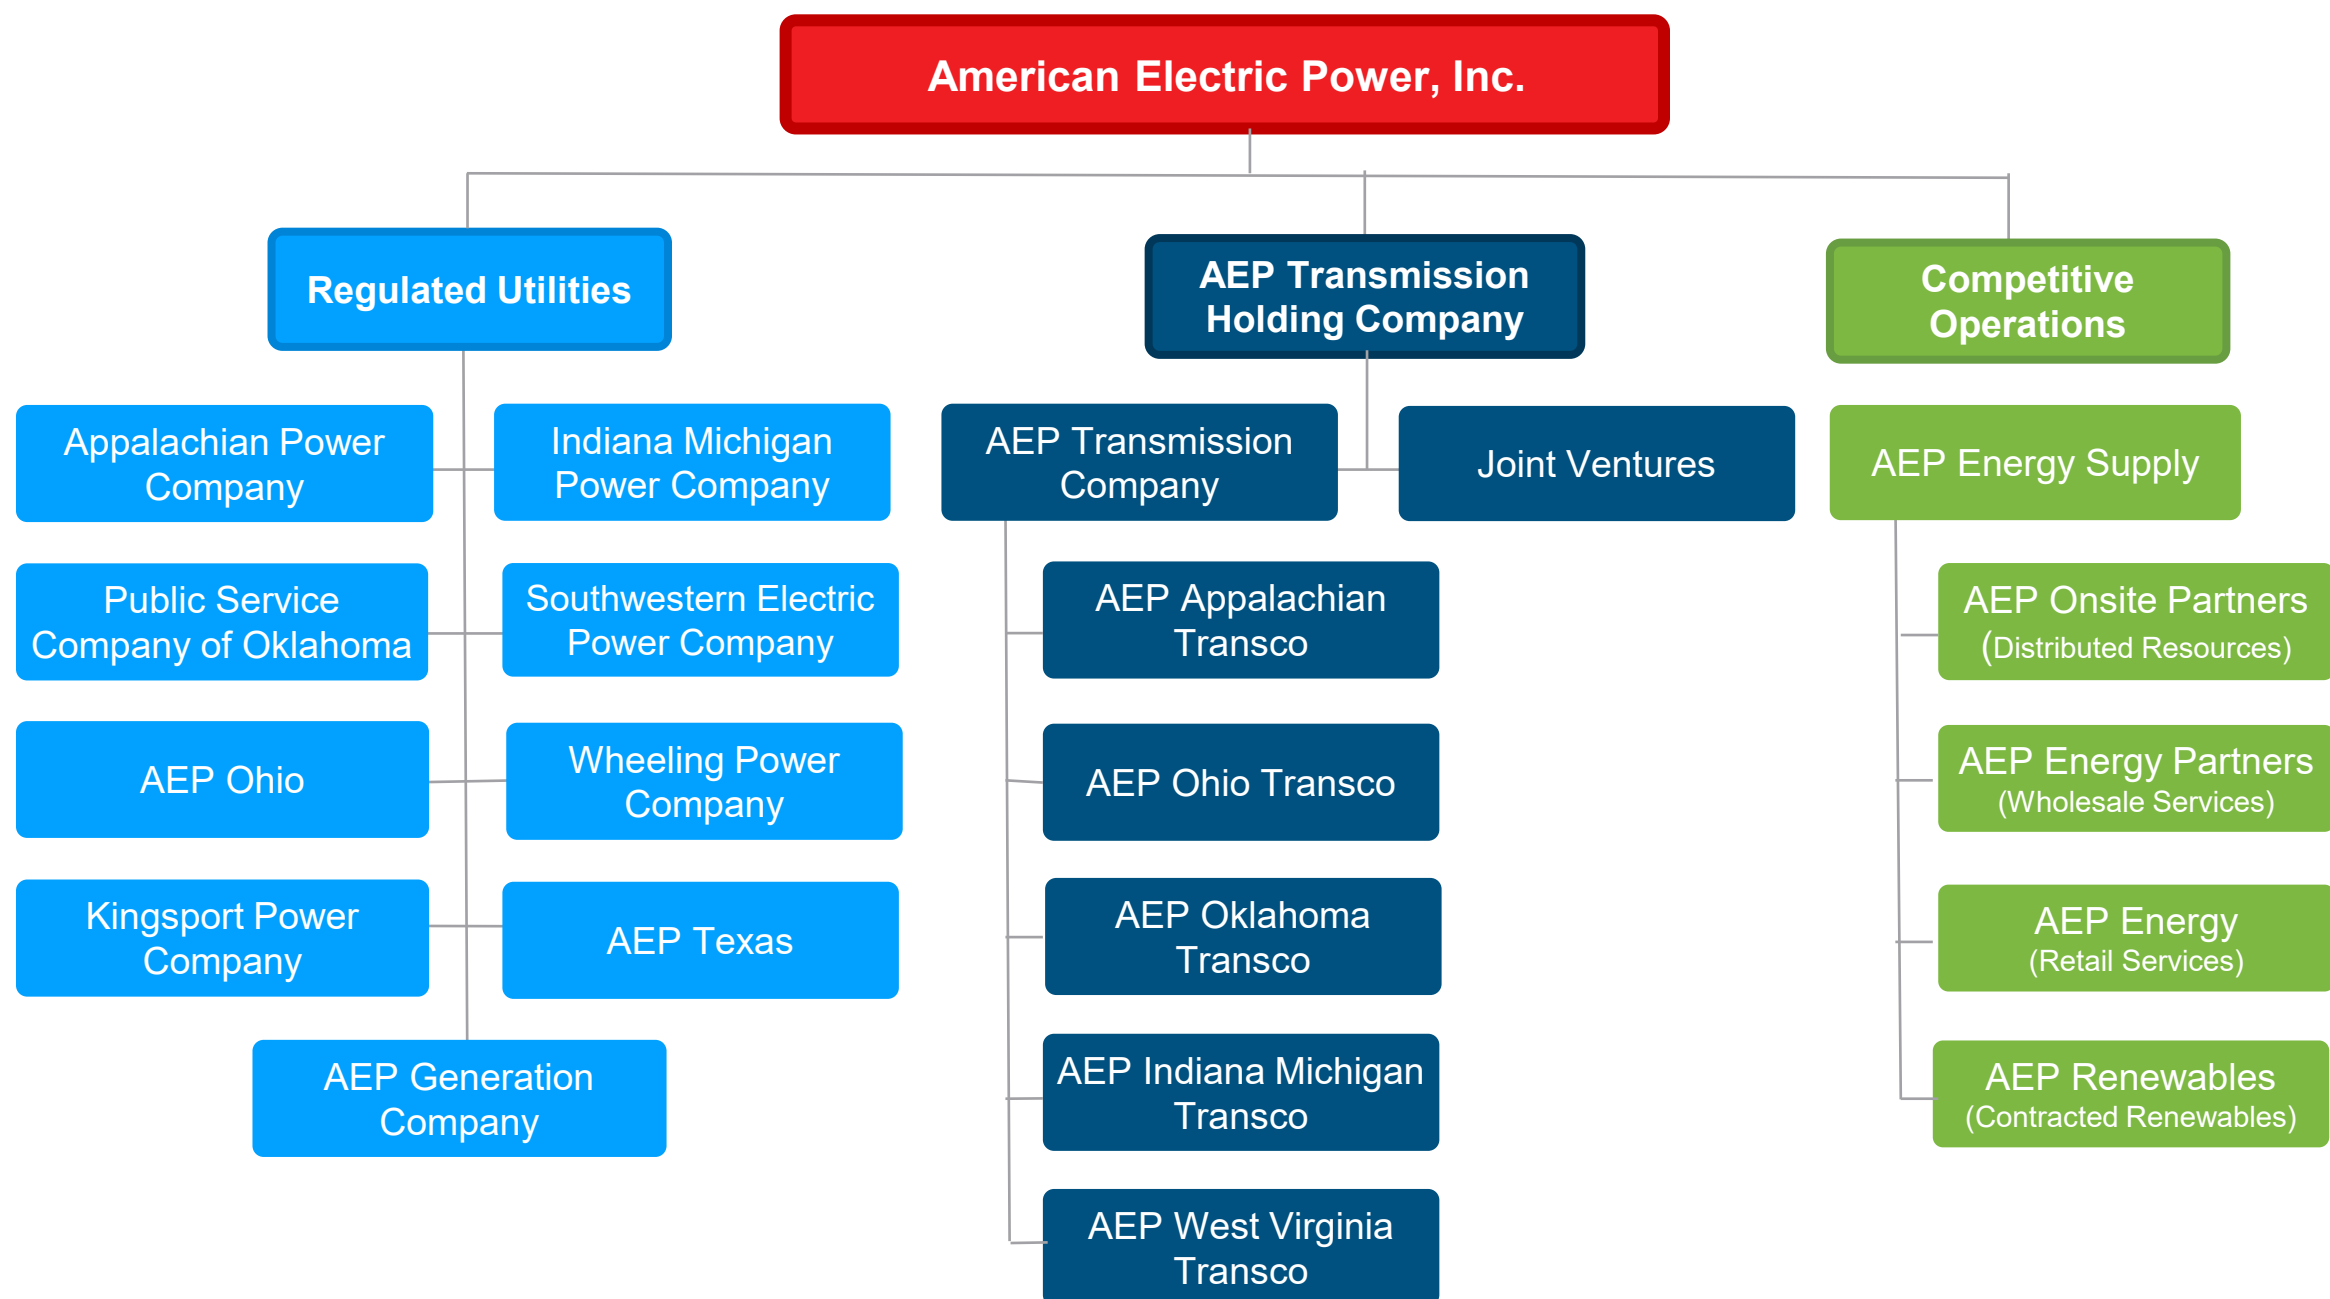 American Electric Power, Inc.
Regulated Utilities
AEP Transmission
Holding Company
Competitive
Operations
Appalachian Power
Company
Indiana Michigan
Power Company
Public Service
Company of Oklahoma
Southwestern Electric
Power Company
AEP Ohio
Wheeling Power
Company
Kingsport Power
Company
AEP Texas
AEP Generation
Company
AEP Transmission
Company
Joint Ventures
AEP Appalachian
Transco
AEP Ohio Transco
AEP Oklahoma
Transco
AEP Indiana Michigan
Transco
AEP West Virginia
Transco
AEP Energy Supply
AEP Onsite Partners
(Distributed Resources)
AEP Energy Partners
(Wholesale Services)
AEP Energy
(Retail Services)
AEP Renewables
(Contracted Renewables)